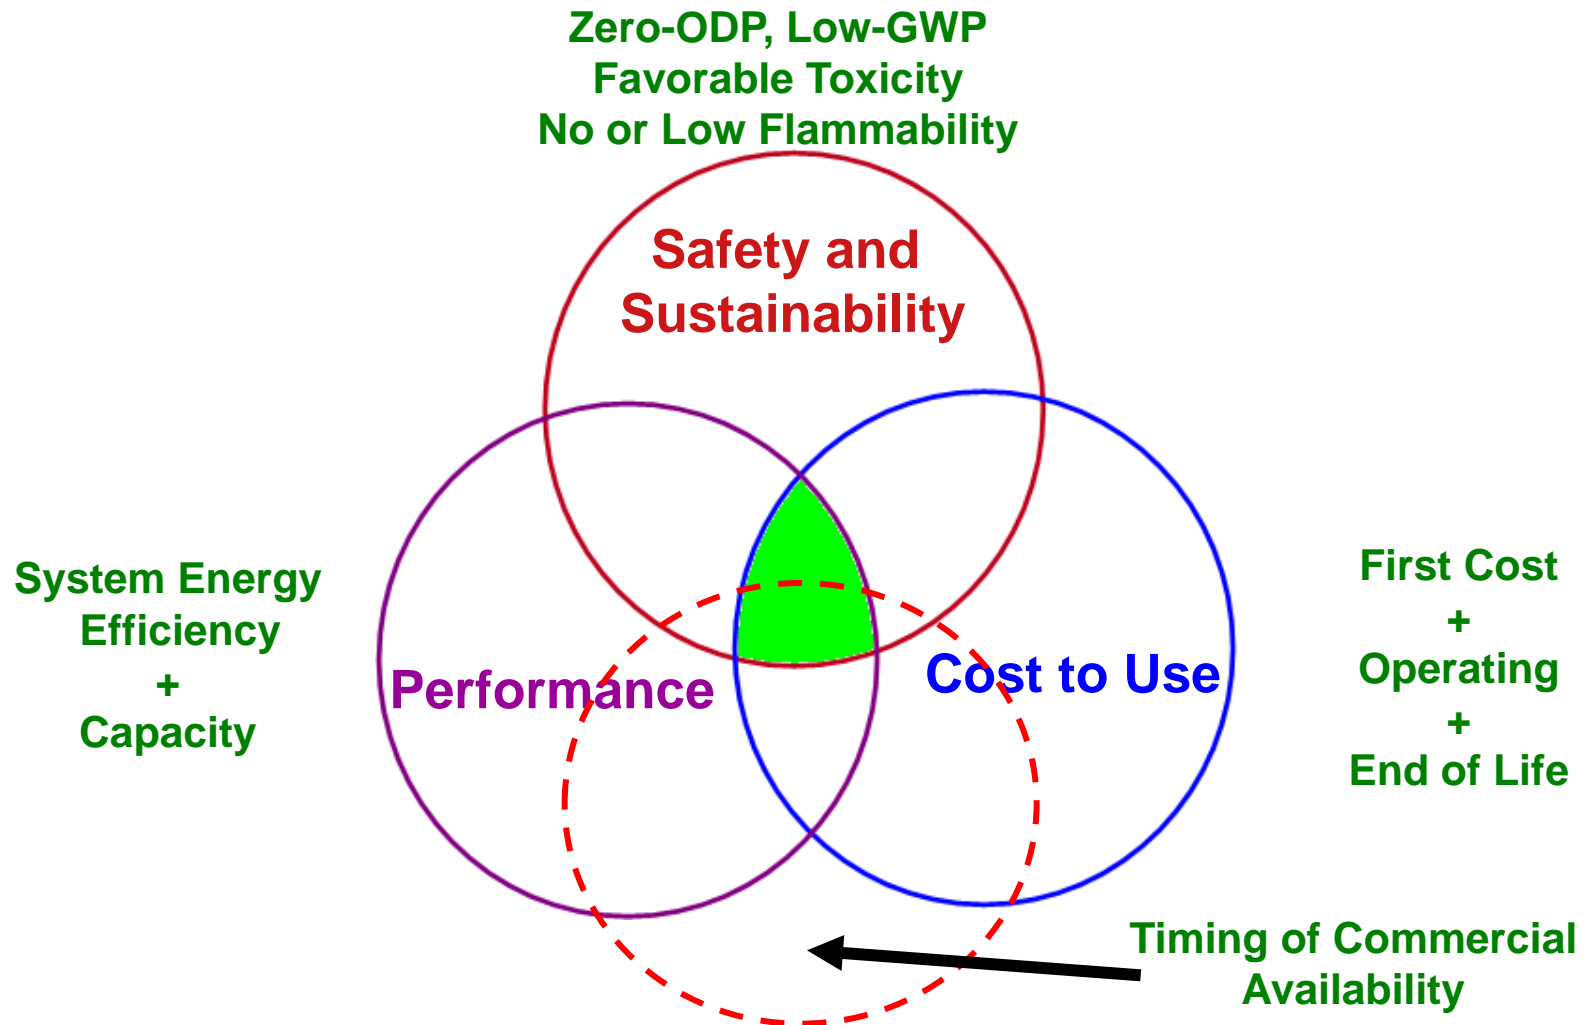 Zero-ODP, Low-GWP
Favorable Toxicity
No or Low Flammability
Safety and
Sustainability
System Energy
Efficiency
+
Capacity
Performance
Cost to Use
First Cost
+
Operating
+
End of Life
Timing of Commercial
Availability